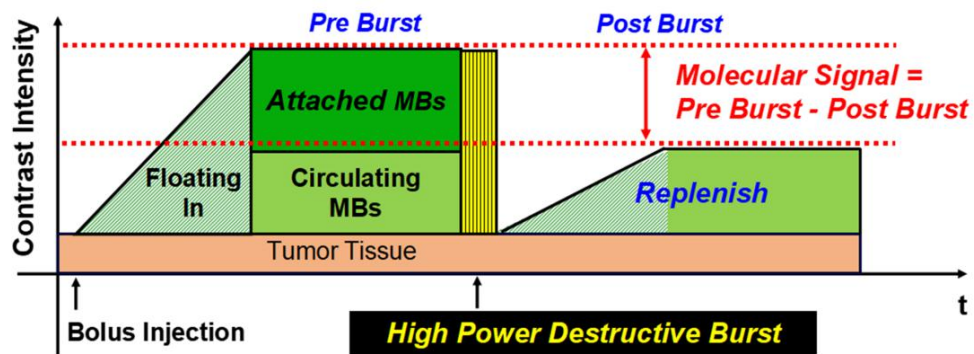 Pre Burst
Post Burst
Contrast Intensity
Attached MBs
Molecular Signal =
Pre Burst - Post Burst
Floating
In
Circulating
MBs
Replenish
Tumor Tissue
t
Bolus Injection
High Power Destructive Burst